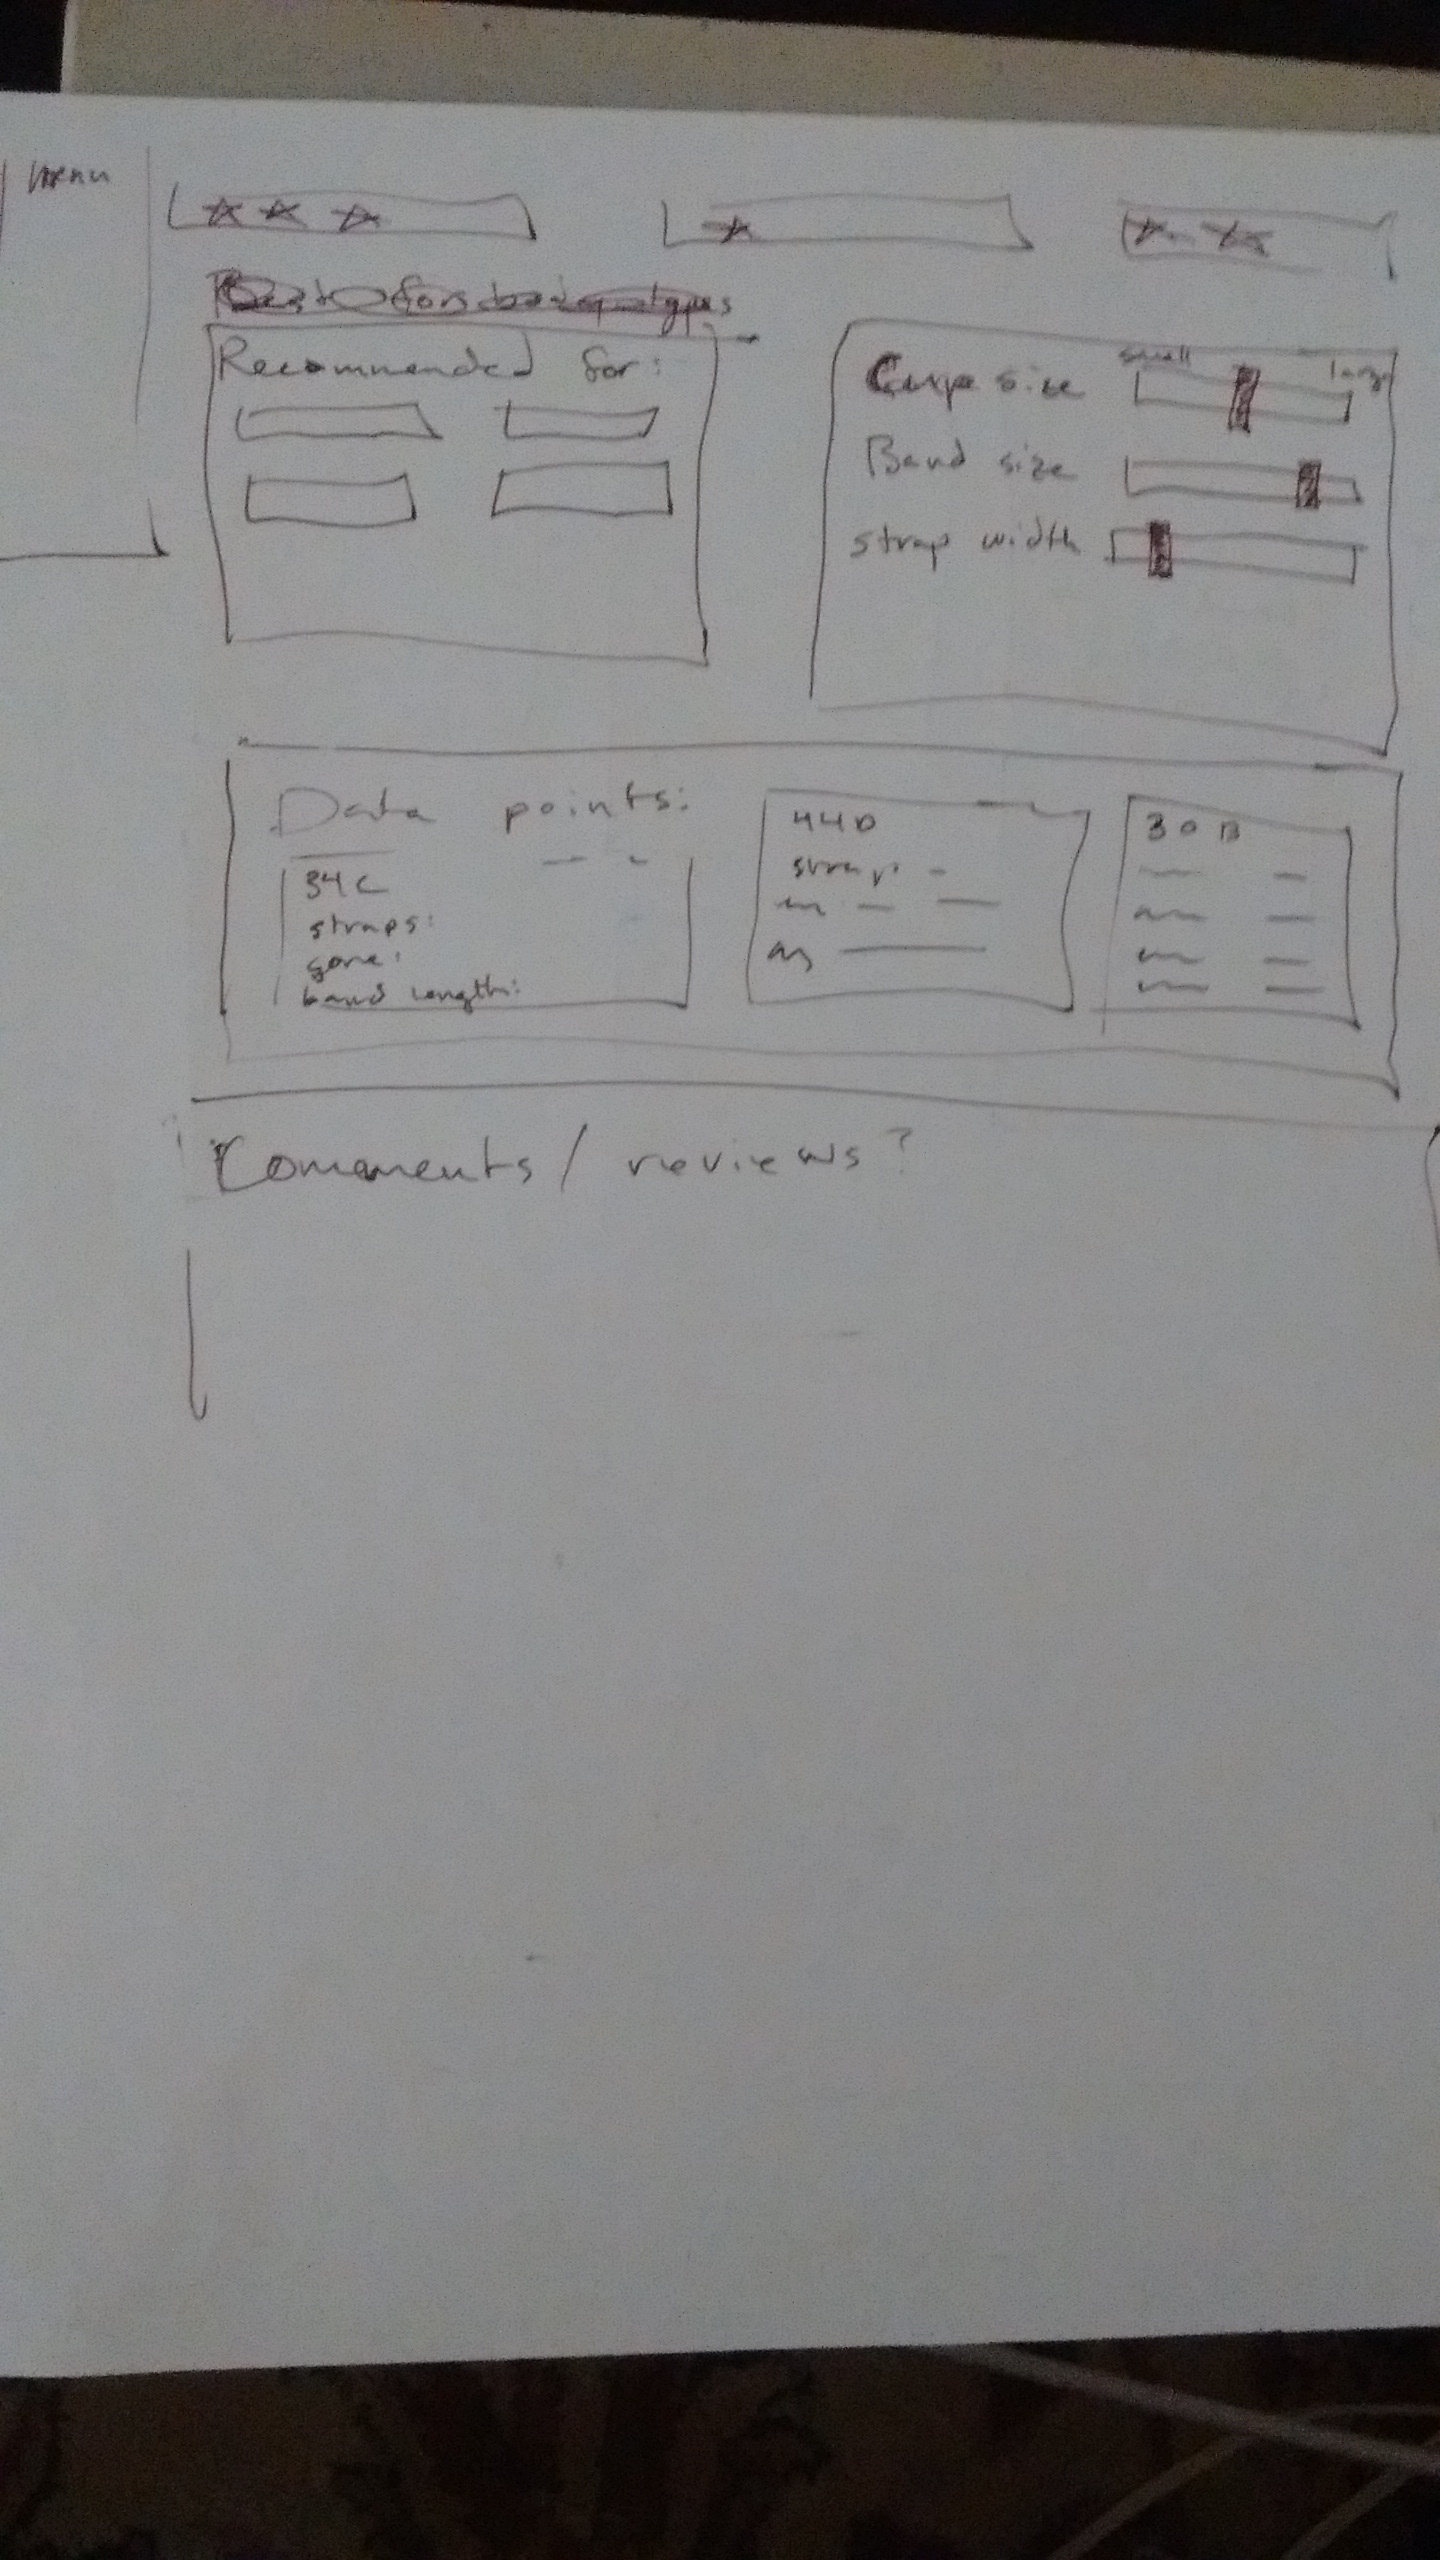 menu
Recommended for:
small
large
Cup size
Band size
strap width
Data points:
34C
straps:
gore:
band length:
44D
straps
30B
Comments / reviews?